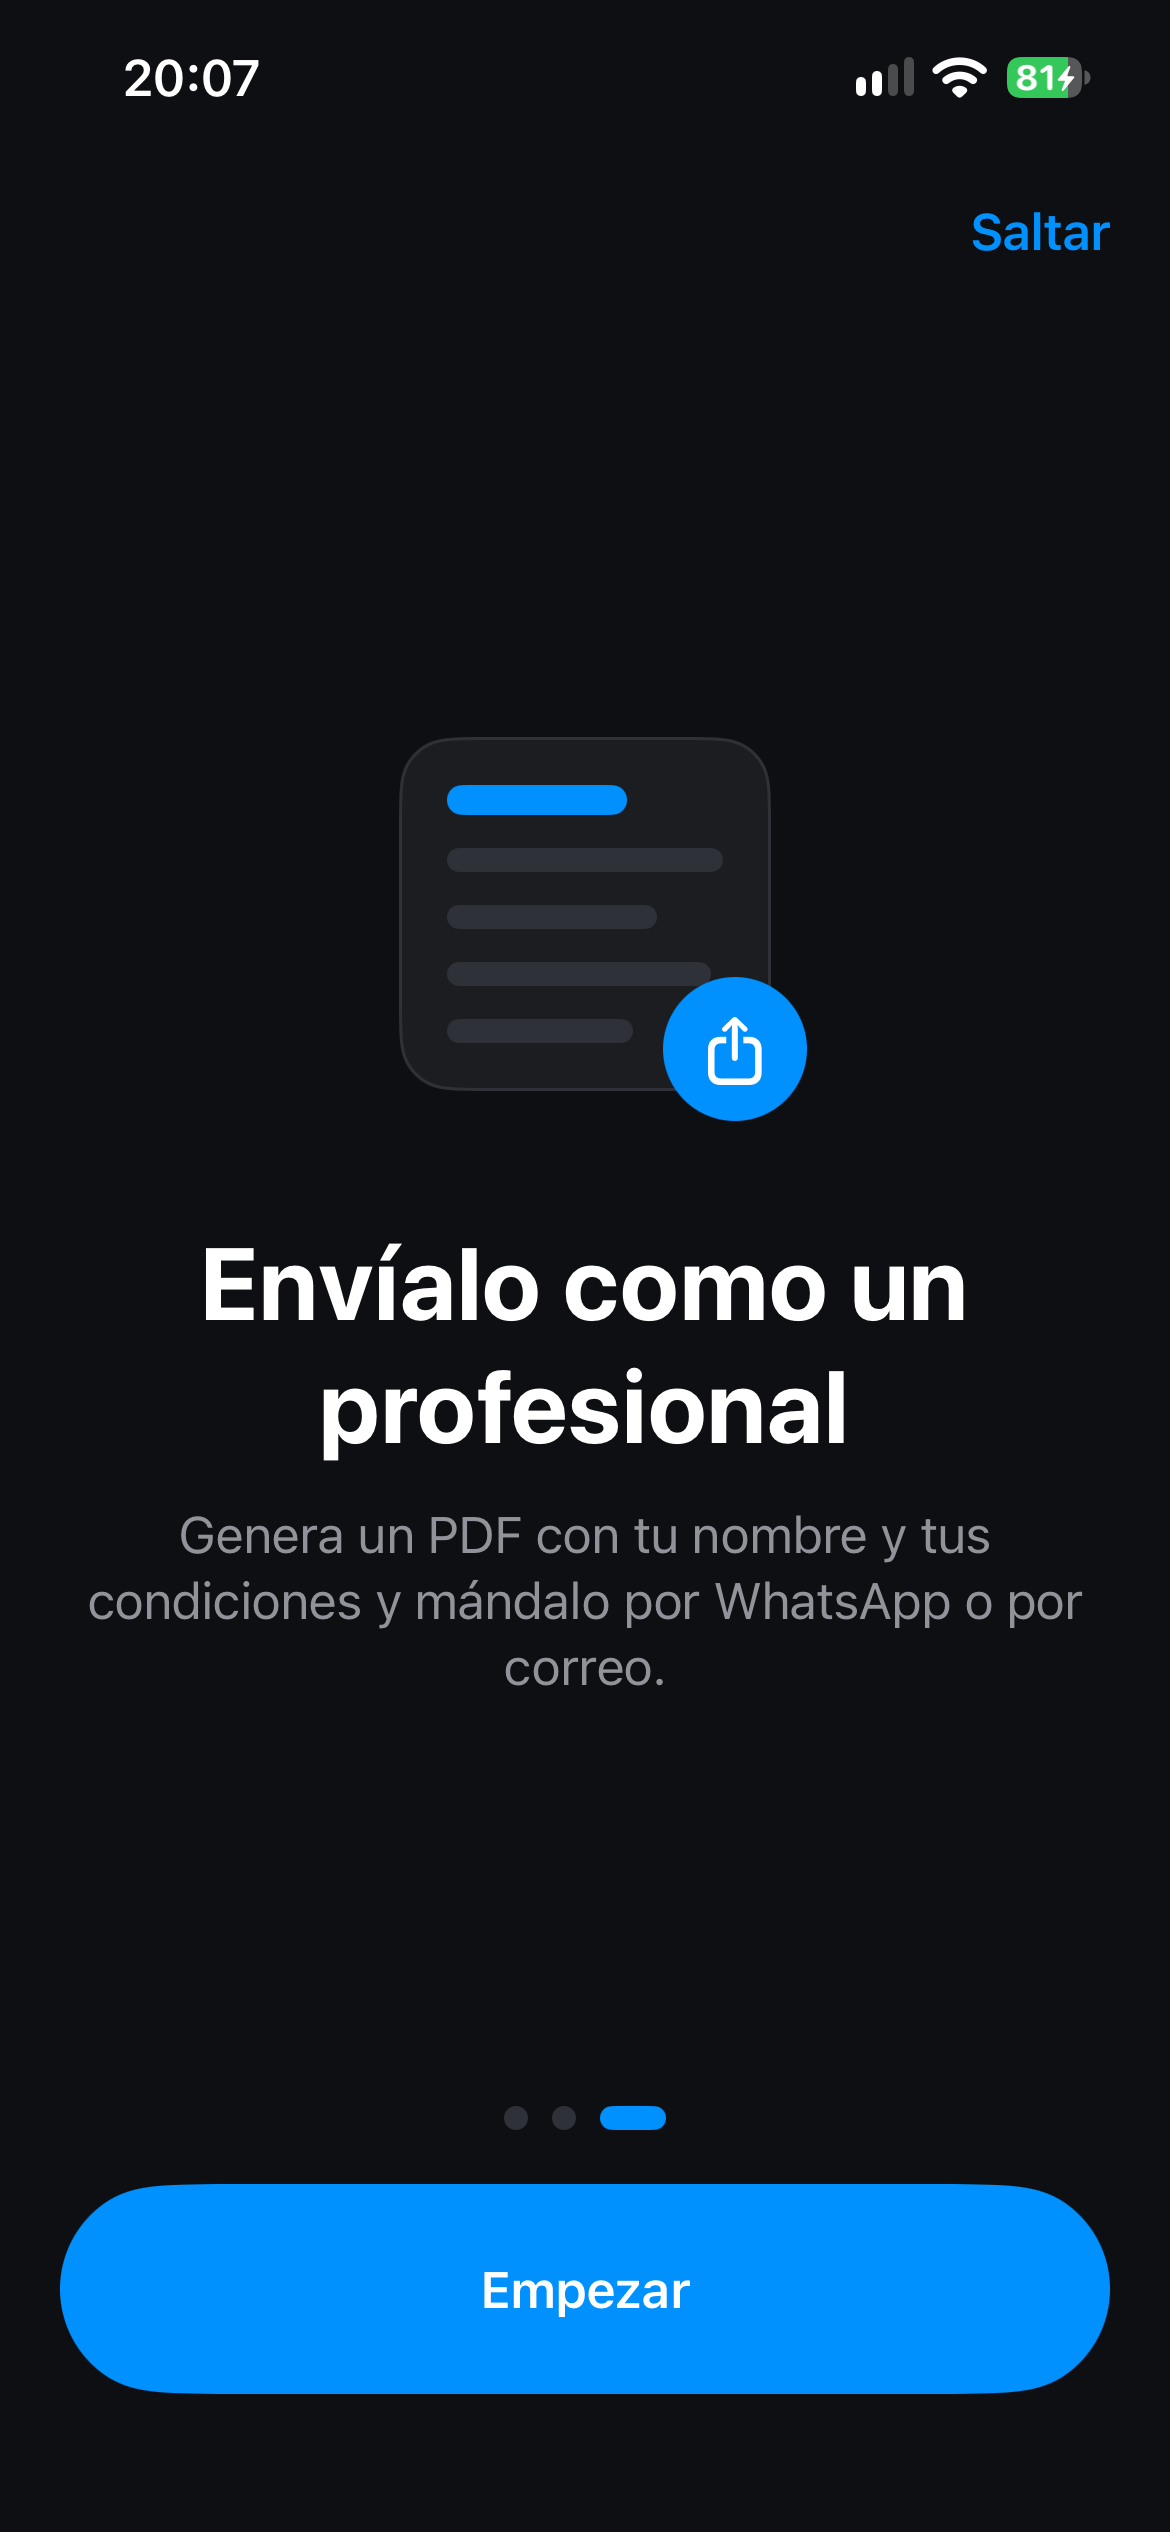 20:07
81
Saltar
Envíalo como un
profesional
Genera un PDF con tu nombre y tus
condiciones y mándalo por WhatsApp o por
correo.
Empezar